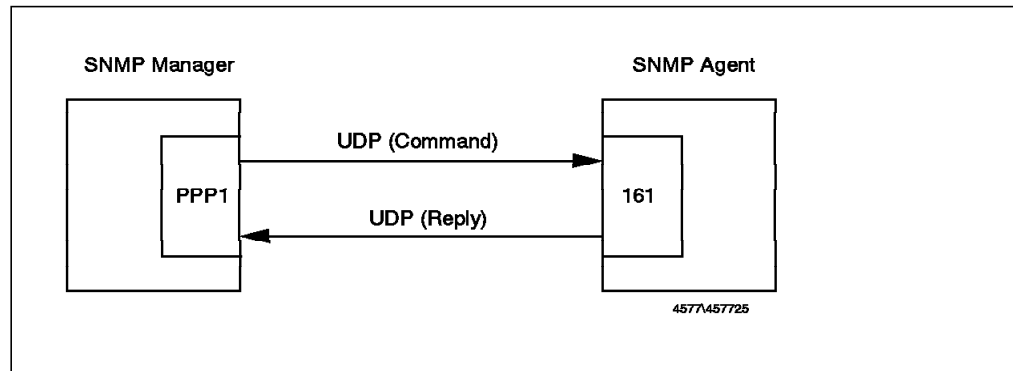 SNMP Manager
SNMP Agent
UDP (Command)
PPP1
161
UDP (Reply)
4577\457725